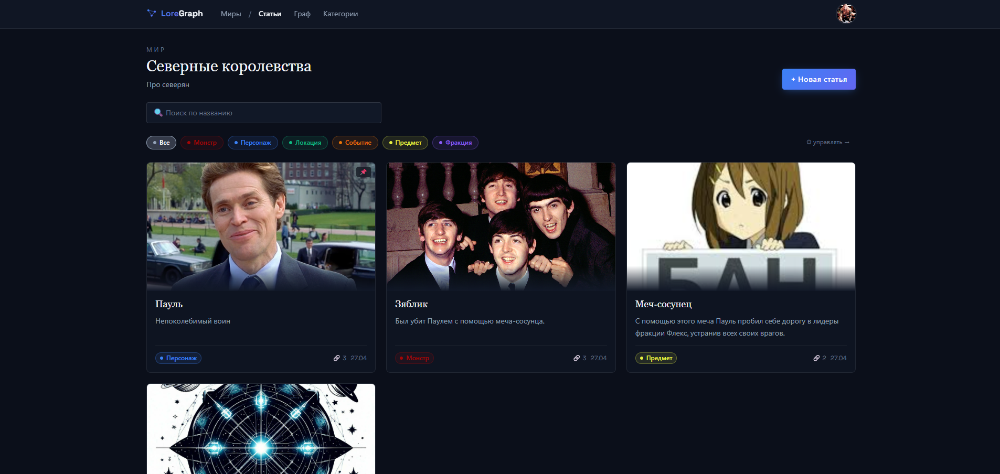 LoreGraph Миры / Статьи Граф Категории
МИР
Северные королевства
Про северян
+ Новая статья
Поиск по названию
Все Монстр Персонаж Локация Событие Предмет Фракция управлять →
БАН
Пауль
Непоколебимый воин
Персонаж 3 27.04
Зяблик
Был убит Паулем с помощью меча-сосунца.
Монстр 3 27.04
Меч-сосунец
С помощью этого меча Пауль пробил себе дорогу в лидеры
фракции Флекс, устранив всех своих врагов.
Предмет 2 27.04